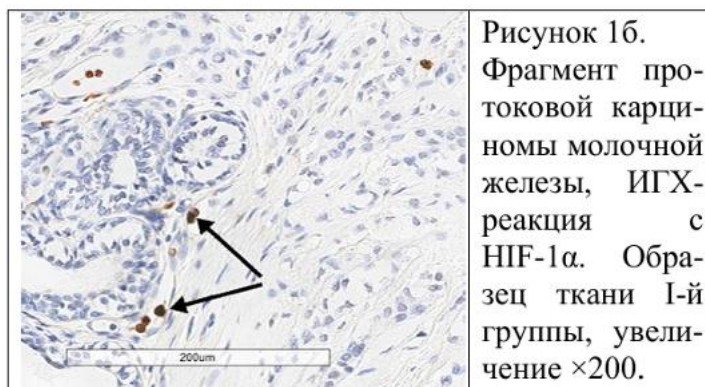 Рисунок 1б.
Фрагмент про-
токовой карци-
номы молочной
железы, ИГХ-
реакция с
HIF-1α. Обра-
зец ткани I-й
группы, увели-
чение ×200.
200um